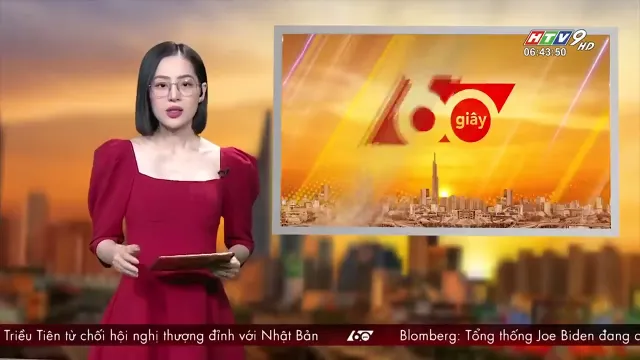 HTV9 HD
06:43:50
60 giây
Triều Tiên từ chối hội nghị thượng đỉnh với Nhật Bản 60 Blomberg: Tổng thống Joe Biden đang